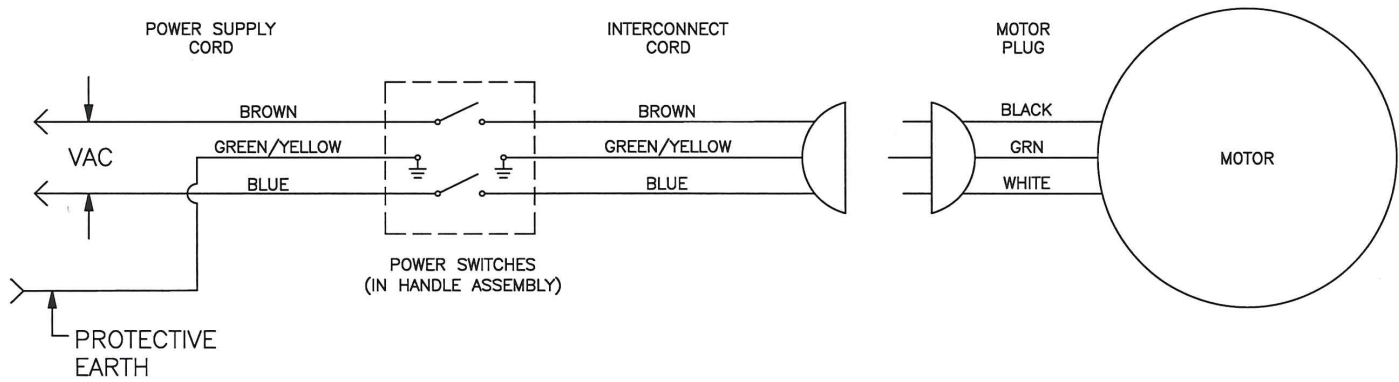 POWER SUPPLY
CORD
INTERCONNECT
CORD
MOTOR
PLUG
BROWN
BROWN
BLACK
VAC
GREEN/YELLOW
GREEN/YELLOW
GRN
MOTOR
BLUE
BLUE
WHITE
POWER SWITCHES
(IN HANDLE ASSEMBLY)
PROTECTIVE
EARTH